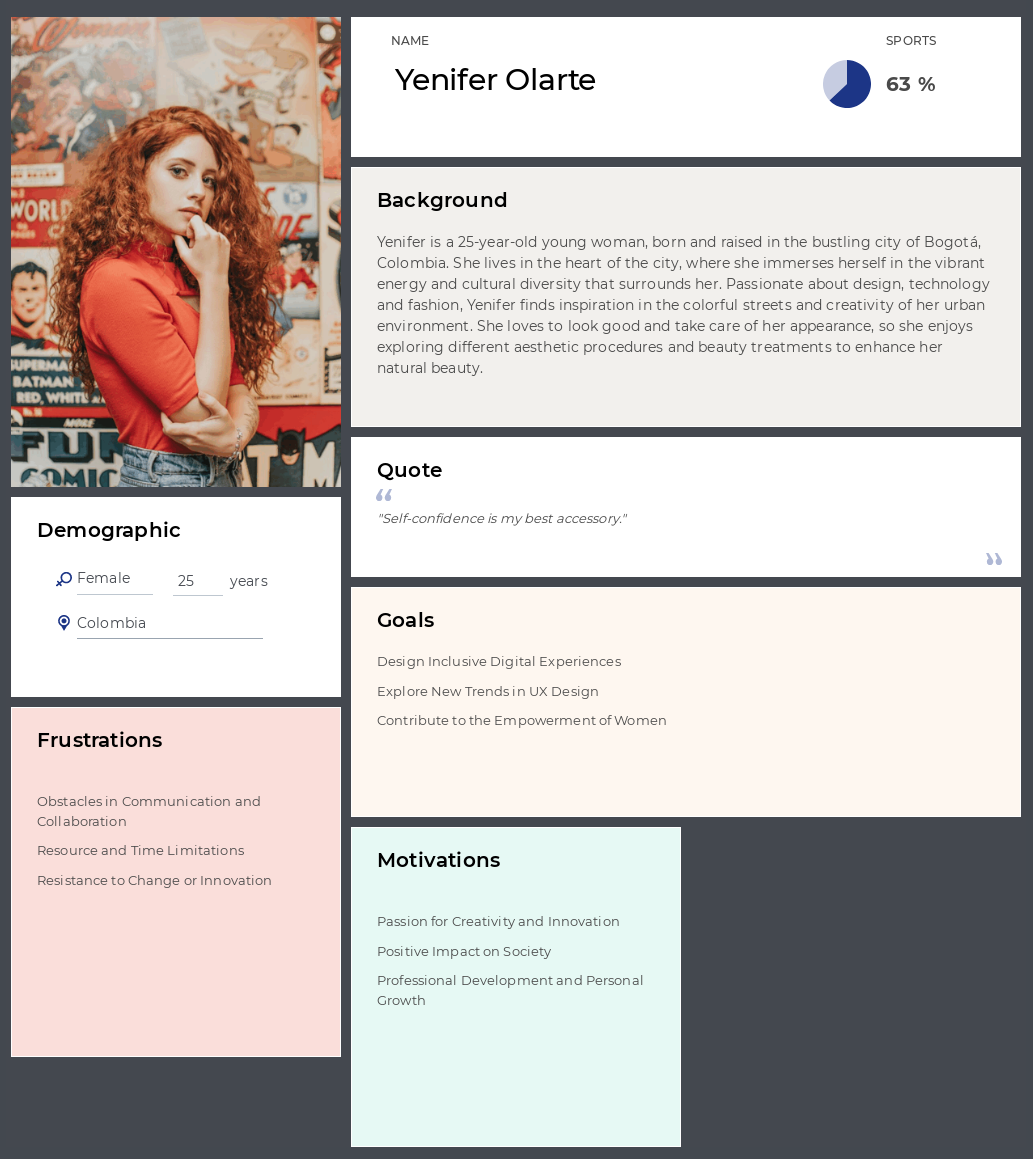 NAME
Yenifer Olarte
SPORTS
63 %
Background
Yenifer is a 25-year-old young woman, born and raised in the bustling city of Bogotá,
Colombia. She lives in the heart of the city, where she immerses herself in the vibrant
energy and cultural diversity that surrounds her. Passionate about design, technology
and fashion, Yenifer finds inspiration in the colorful streets and creativity of her urban
environment. She loves to look good and take care of her appearance, so she enjoys
exploring different aesthetic procedures and beauty treatments to enhance her
natural beauty.
Quote
“
"Self-confidence is my best accessory."
”
Demographic
Female 25 years
Colombia
Goals
Design Inclusive Digital Experiences
Explore New Trends in UX Design
Contribute to the Empowerment of Women
Frustrations
Obstacles in Communication and
Collaboration
Resource and Time Limitations
Resistance to Change or Innovation
Motivations
Passion for Creativity and Innovation
Positive Impact on Society
Professional Development and Personal
Growth
WORLD
BATMAN
RED, WHIT
MORE
FUN
COMIC